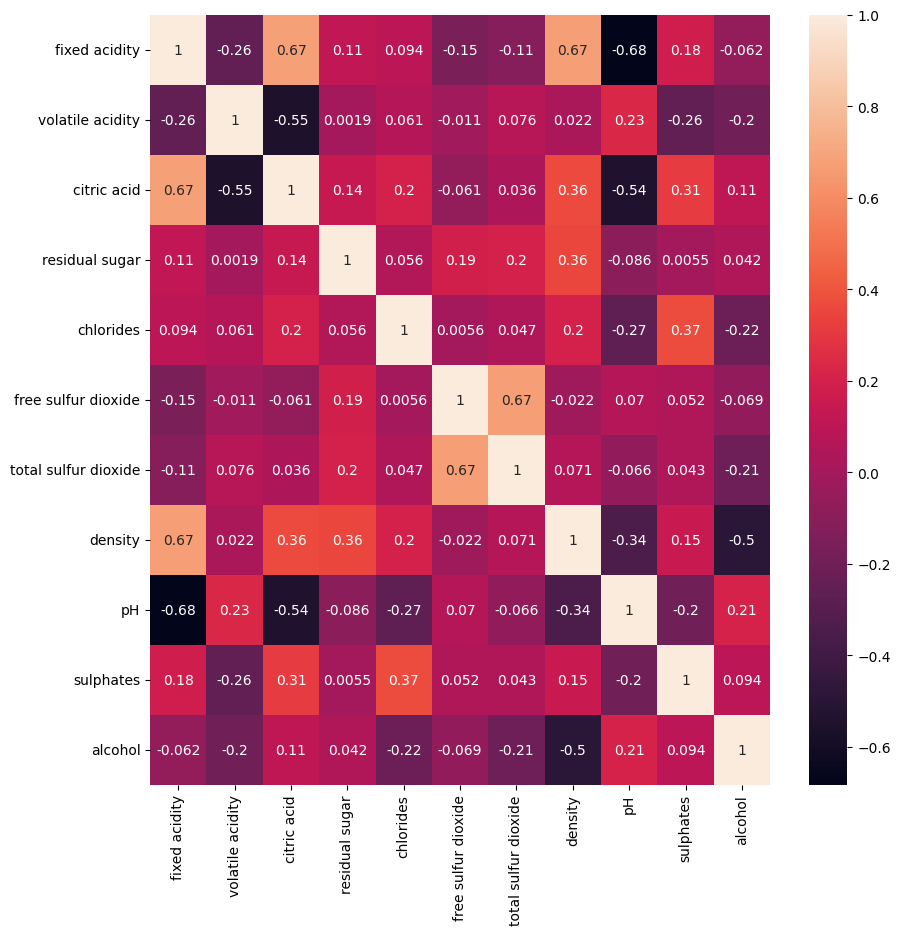 fixed acidity 1 -0.26 0.67 0.11 0.094 -0.15 -0.11 0.67 -0.68 0.18 -0.062
volatile acidity -0.26 1 -0.55 0.0019 0.061 -0.011 0.076 0.022 0.23 -0.26 -0.2
citric acid 0.67 -0.55 1 0.14 0.2 -0.061 0.036 0.36 -0.54 0.31 0.11
residual sugar 0.11 0.0019 0.14 1 0.056 0.19 0.2 0.36 -0.086 0.0055 0.042
chlorides 0.094 0.061 0.2 0.056 1 0.0056 0.047 0.2 -0.27 0.37 -0.22
free sulfur dioxide -0.15 -0.011 -0.061 0.19 0.0056 1 0.67 -0.022 0.07 0.052 -0.069
total sulfur dioxide -0.11 0.076 0.036 0.2 0.047 0.67 1 0.071 -0.066 0.043 -0.21
density 0.67 0.022 0.36 0.36 0.2 -0.022 0.071 1 -0.34 0.15 -0.5
pH -0.68 0.23 -0.54 -0.086 -0.27 0.07 -0.066 -0.34 1 -0.2 0.21
sulphates 0.18 -0.26 0.31 0.0055 0.37 0.052 0.043 0.15 -0.2 1 0.094
alcohol -0.062 -0.2 0.11 0.042 -0.22 -0.069 -0.21 -0.5 0.21 0.094 1
fixed acidity
volatile acidity
citric acid
residual sugar
chlorides
free sulfur dioxide
total sulfur dioxide
density
pH
sulphates
alcohol
1.0
0.8
0.6
0.4
0.2
0.0
−0.2
−0.4
−0.6